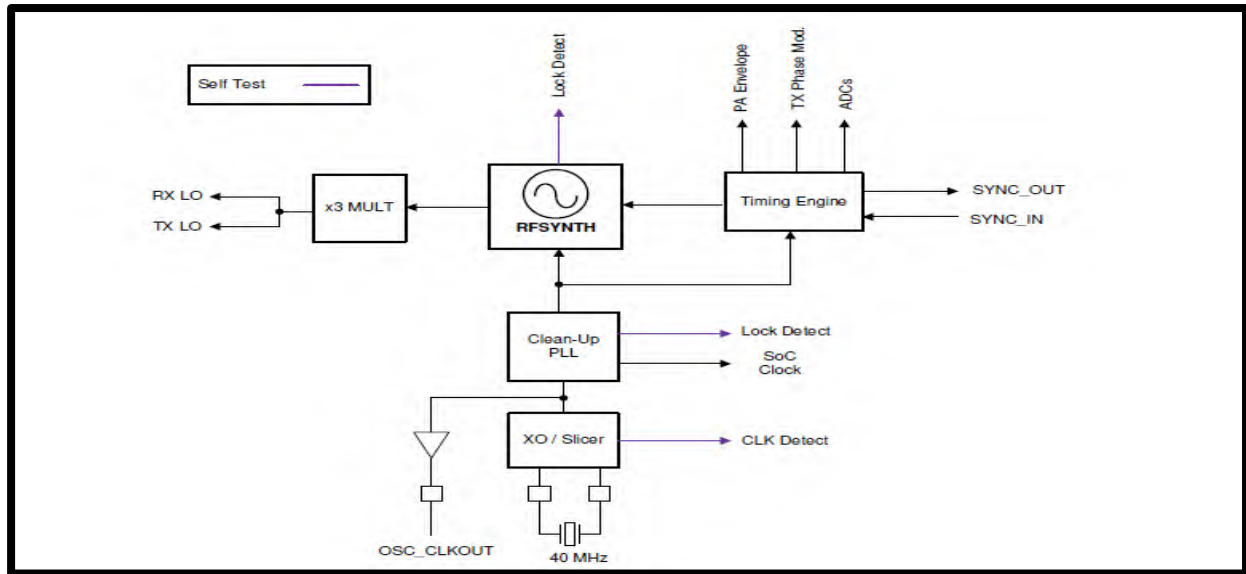 Self Test
Lock Detect
PA Envelope
TX Phase Mod.
ADCs
RX LO
TX LO
x3 MULT
RFSYNTH
Timing Engine
SYNC_OUT
SYNC_IN
Clean-Up
PLL
Lock Detect
SoC
Clock
XO / Slicer
CLK Detect
OSC_CLKOUT
40 MHz